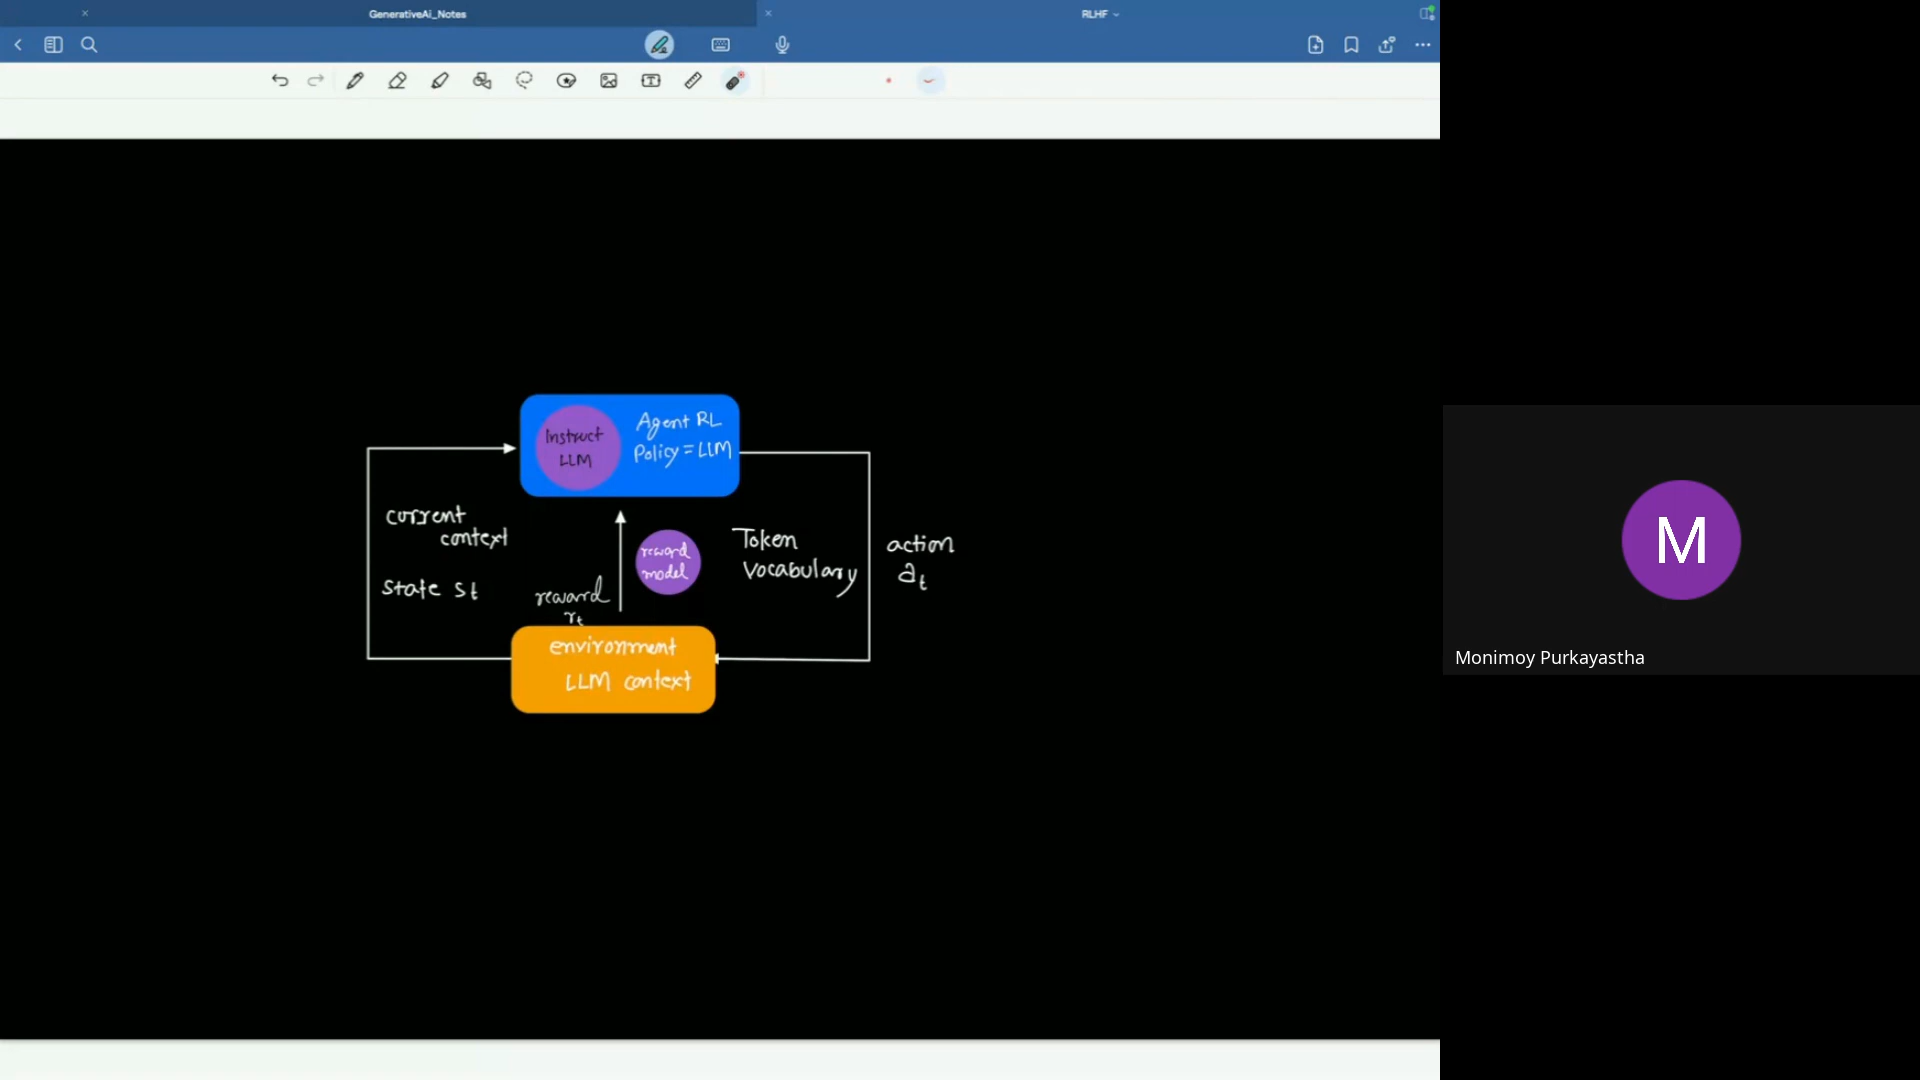 GenerativeAi_Notes
RLHF
Instruct
LLM
Agent RL
Policy = LLM
current
context
state st
reward
rt
reward
model
Token
vocabulary
action
at
environment
LLM context
M
Monimoy Purkayastha